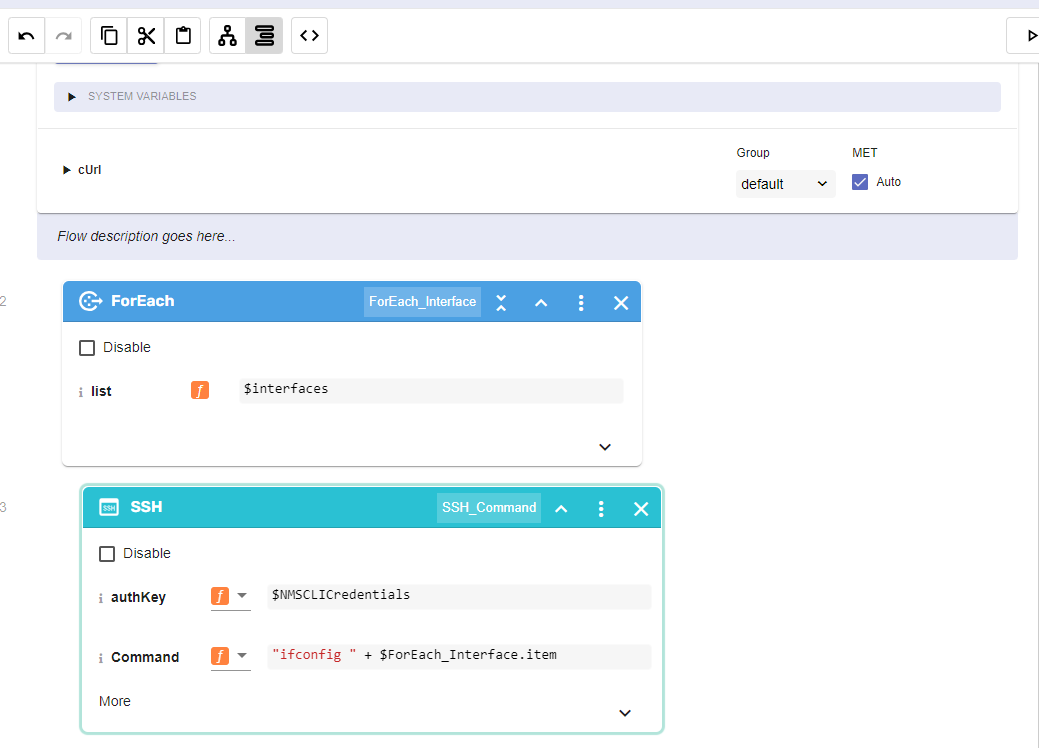 SYSTEM VARIABLES
Group
MET
cUrl
default
Auto
Flow description goes here...
2
ForEach
ForEach_Interface
Disable
i list
f
$interfaces
3
SSH
SSH
SSH_Command
Disable
i authKey
f
$NMSCLICredentials
i Command
f
"ifconfig " + $ForEach_Interface.item
More